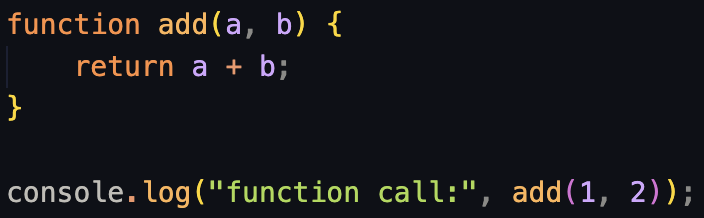 function add(a, b) {
    return a + b;
}

console.log("function call:", add(1, 2));